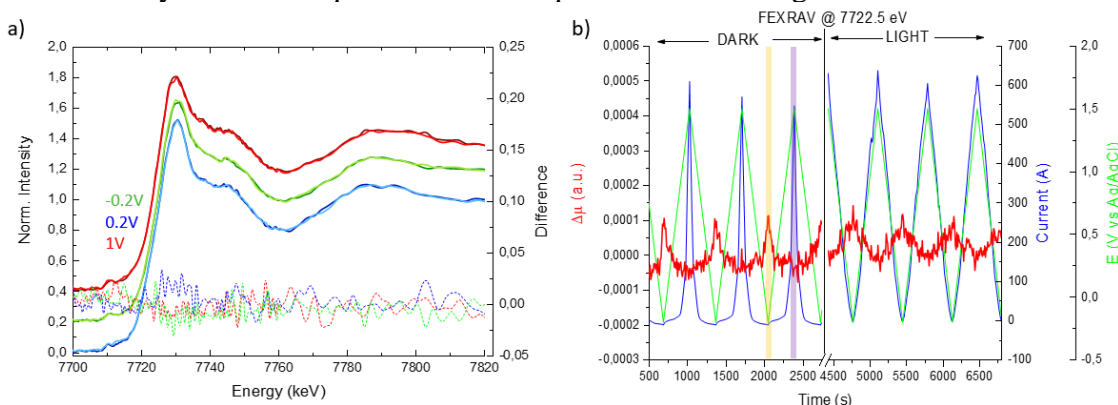 a)
2,0
1,8
1,6
1,4
1,2
1,0
0,8
0,6
0,4
0,2
0,0
Norm. Intensity
-0.2V
0.2V
1V
0,25
0,20
0,15
0,10
0,05
0,00
-0,05
Difference
7700 7720 7740 7760 7780 7800 7820
Energy (keV)
b)
FEXRAV @ 7722.5 eV
DARK LIGHT
0,0006
0,0005
0,0004
0,0003
0,0002
0,0001
0,0000
-0,0001
-0,0002
-0,0003
Δμ (a.u.)
700
600
500
400
300
200
100
0
-100
Current (A)
2,0
1,5
1,0
0,5
0,0
-0,5
E (V vs Ag/AgCl)
500 1000 1500 2000 2500 4500 5000 5500 6000 6500
Time (s)